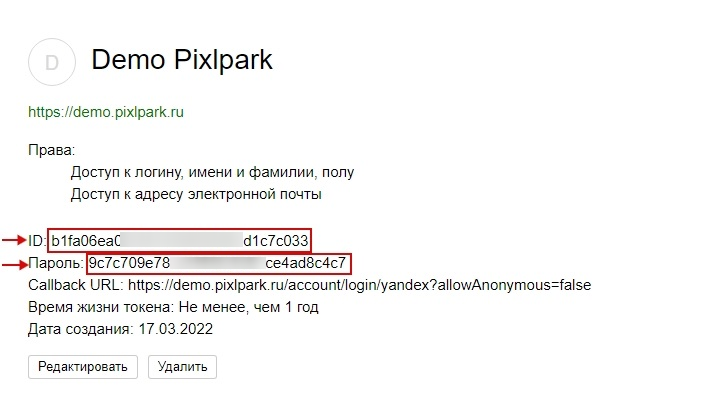 D
Demo Pixlpark
https://demo.pixlpark.ru
Права:
Доступ к логину, имени и фамилии, полу
Доступ к адресу электронной почты
ID: b1fa06ea0 d1c7c033
Пароль: 9c7c709e78 ce4ad8c4c7
Callback URL: https://demo.pixlpark.ru/account/login/yandex?allowAnonymous=false
Время жизни токена: Не менее, чем 1 год
Дата создания: 17.03.2022
Редактировать Удалить